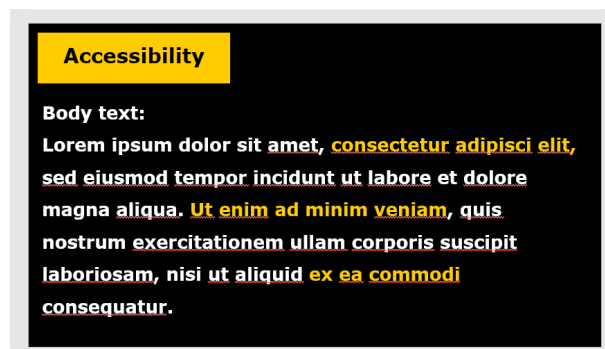 Accessibility
Body text:
Lorem ipsum dolor sit amet, consectetur adipisci elit,
sed eiusmod tempor incidunt ut labore et dolore
magna aliqua. Ut enim ad minim veniam, quis
nostrum exercitationem ullam corporis suscipit
laboriosam, nisi ut aliquid ex ea commodi
consequatur.